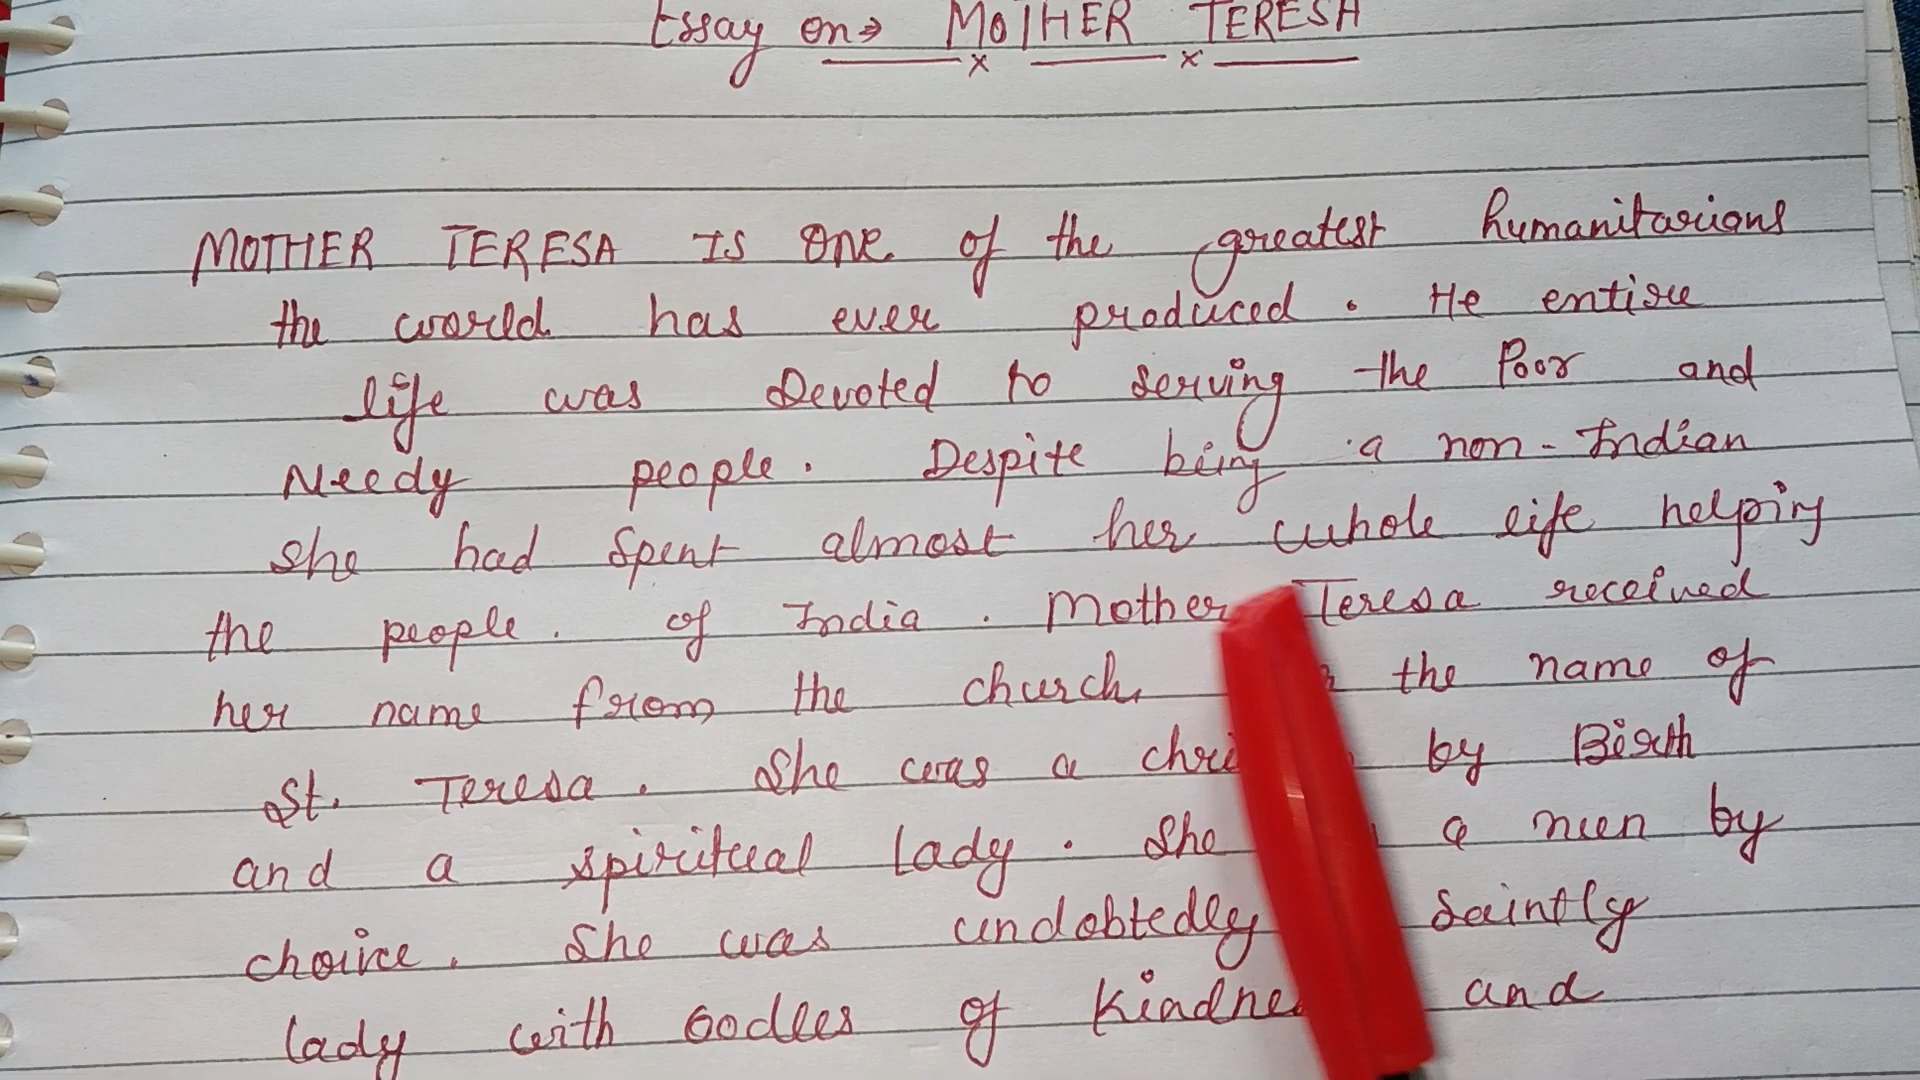 Essay on⇒ MOTHER TERESA
MOTHER TERESA IS One of the greatest humanitarians
the world has ever produced. He entire
life was Devoted to serving the Poor and
Needy people. Despite being a non-Indian
she had spent almost her whole life helping
the people. of India. Mother Teresa received
her name from the church the name of
St. Teresa. She was a by Birth
and a spiritual lady. She a nun by
choice. She was undobtedly saintly
lady with oodles of and